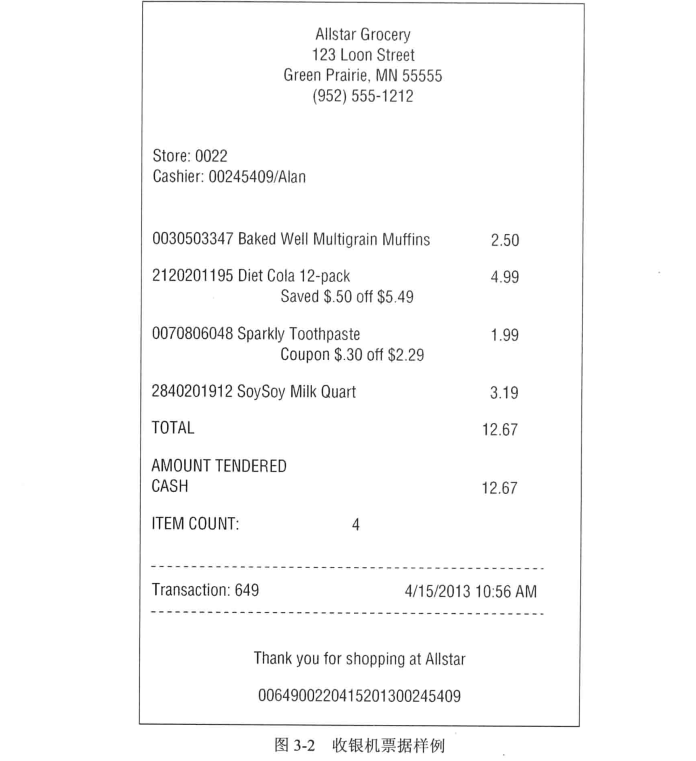 Allstar Grocery
123 Loon Street
Green Prairie, MN 55555
(952) 555-1212
Store: 0022
Cashier: 00245409/Alan
0030503347 Baked Well Multigrain Muffins 2.50
2120201195 Diet Cola 12-pack 4.99
Saved $.50 off $5.49
0070806048 Sparkly Toothpaste 1.99
Coupon $.30 off $2.29
2840201912 SoySoy Milk Quart 3.19
TOTAL 12.67
AMOUNT TENDERED
CASH 12.67
ITEM COUNT: 4
Transaction: 649 4/15/2013 10:56 AM
Thank you for shopping at Allstar
00649002204152013​00245409
图 3-2 收银机票据样例